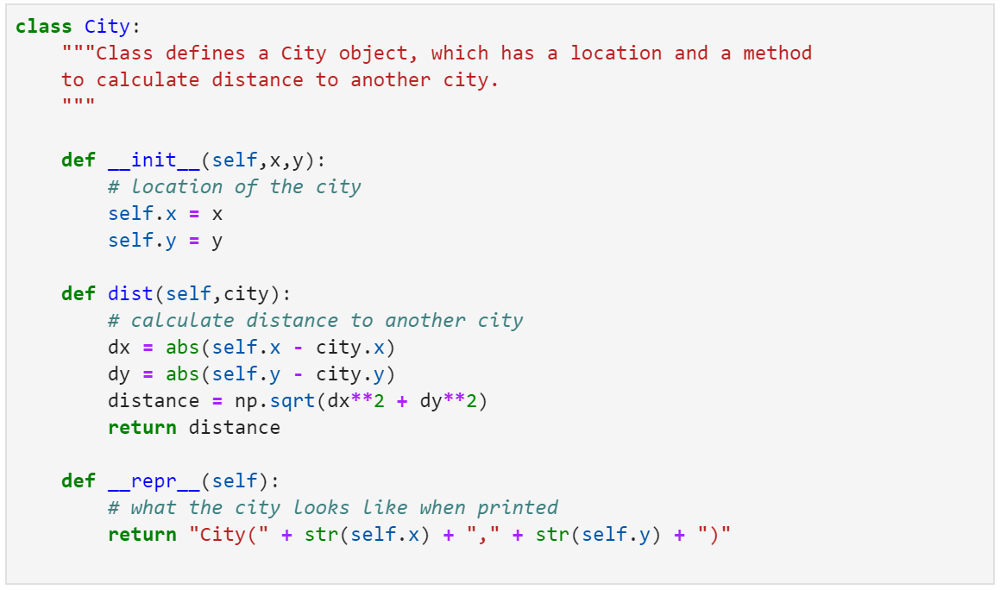 class City:
    """Class defines a City object, which has a location and a method
    to calculate distance to another city.
    """

    def __init__(self,x,y):
        # location of the city
        self.x = x
        self.y = y

    def dist(self,city):
        # calculate distance to another city
        dx = abs(self.x - city.x)
        dy = abs(self.y - city.y)
        distance = np.sqrt(dx**2 + dy**2)
        return distance

    def __repr__(self):
        # what the city looks like when printed
        return "City(" + str(self.x) + "," + str(self.y) + ")"